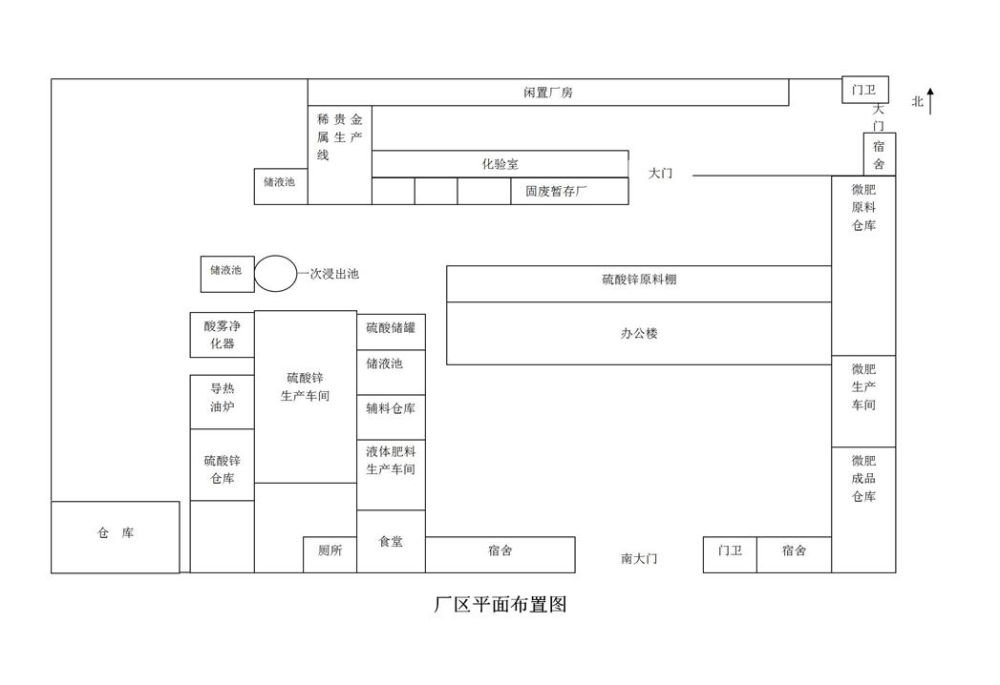 闲置厂房
门卫
北
大
门
稀贵金
属生产
线
宿
舍
化验室
大门
储液池
固废暂存厂
微肥
原料
仓库
储液池
一次浸出池
硫酸锌原料棚
酸雾净
化器
硫酸储罐
办公楼
储液池
硫酸锌
生产车间
导热
油炉
微肥
生产
车间
辅料仓库
液体肥料
生产车间
硫酸锌
仓库
微肥
成品
仓库
仓 库
食堂
厕所
宿舍
南大门
门卫
宿舍
厂区平面布置图